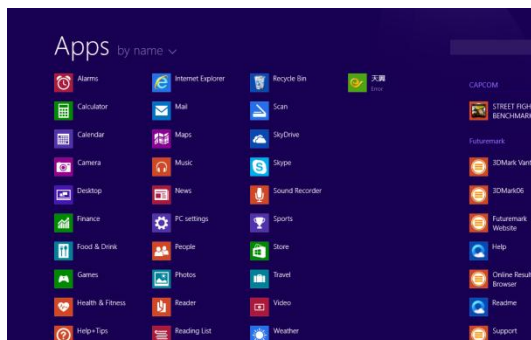 Apps by name
Alarms
Calculator
Calendar
Camera
Desktop
Finance
Food & Drink
Games
Health & Fitness
Help+Tips
Internet Explorer
Mail
Maps
Music
News
PC settings
People
Photos
Reader
Reading List
Recycle Bin
Scan
SkyDrive
Skype
Sound Recorder
Sports
Store
Travel
Video
Weather
天翼
Error
CAPCOM
STREET FIGH
BENCHMARK
Futuremark
3DMark Vant
3DMark06
Futuremark
Website
Help
Online Result
Browser
Readme
Support